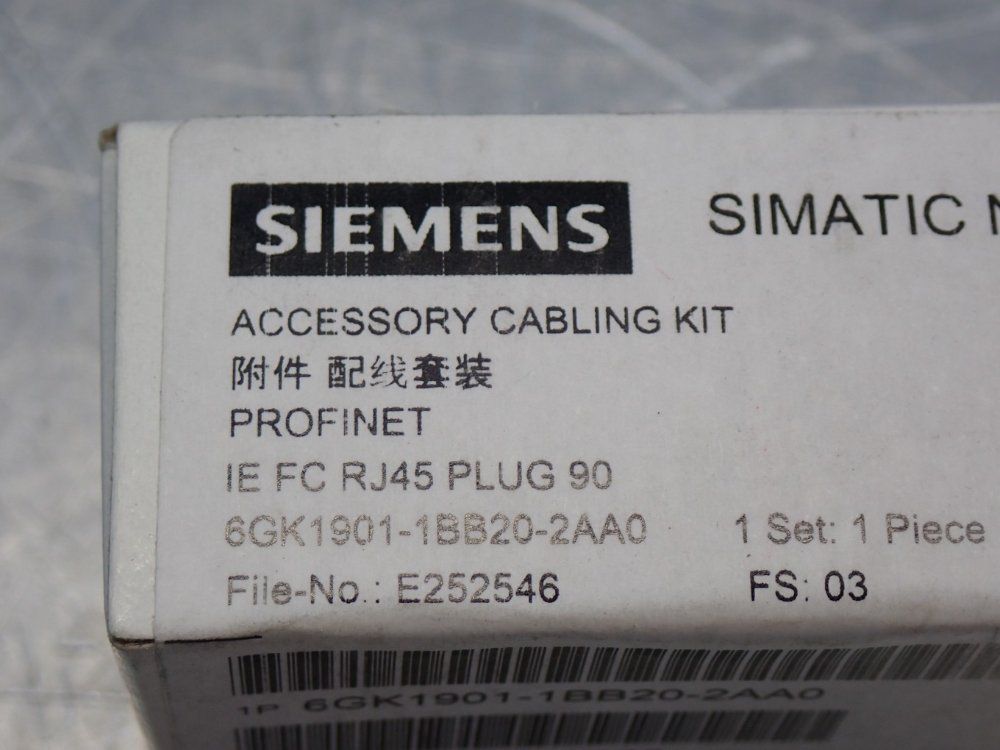 SIEMENS
SIMATIC N
ACCESSORY CABLING KIT
附件 配线套装
PROFINET
IE FC RJ45 PLUG 90
6GK1901-1BB20-2AA0 1 Set: 1 Piece
File-No.: E252546 FS: 03
1P 6GK1901-1BB20-2AA0